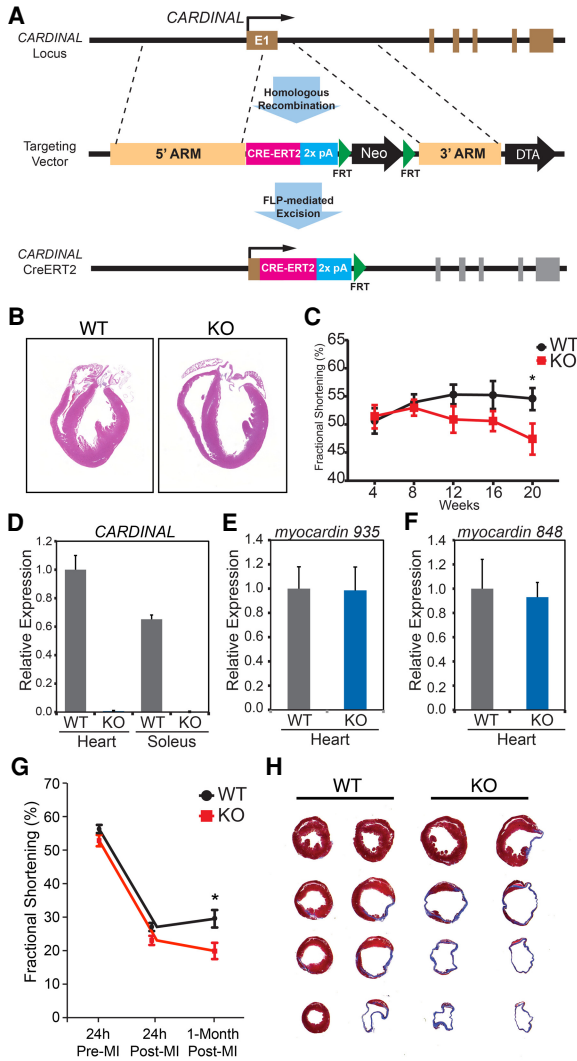 A
CARDINAL
CARDINAL
Locus
E1
Homologous
Recombination
Targeting
Vector
5' ARM
CRE-ERT2
2x pA
FRT
Neo
FRT
3' ARM
DTA
FLP-mediated
Excision
CARDINAL
CreERT2
CRE-ERT2
2x pA
FRT
B
WT
KO
C
Fractional Shortening (%)
65
60
55
50
45
40
4
8
12
16
20
Weeks
WT
KO
*
D
CARDINAL
Relative Expression
1.2
1.0
0.8
0.6
0.4
0.2
0.0
WT
KO
WT
KO
Heart
Soleus
E
myocardin 935
Relative Expression
1.4
1.2
1.0
0.8
0.6
0.4
0.2
0.0
WT
KO
Heart
F
myocardin 848
Relative Expression
1.4
1.2
1.0
0.8
0.6
0.4
0.2
0.0
WT
KO
Heart
G
Fractional Shortening (%)
70
60
50
40
30
20
10
0
WT
KO
*
24h
Pre-MI
24h
Post-MI
1-Month
Post-MI
H
WT
KO